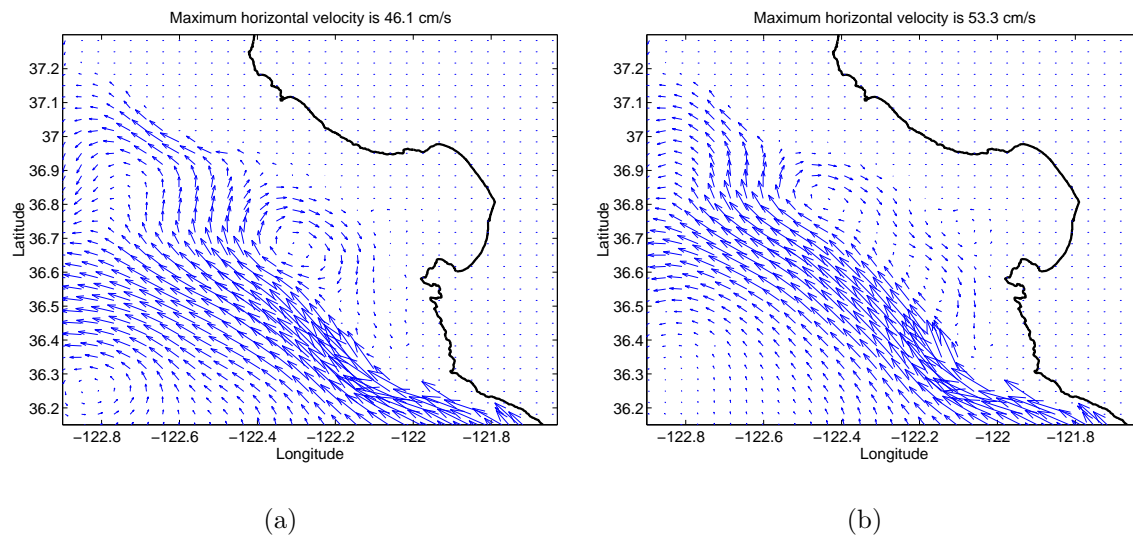 Maximum horizontal velocity is 46.1 cm/s
37.2
37.1
37
36.9
36.8
36.7
36.6
36.5
36.4
36.3
36.2
Latitude
−122.8 −122.6 −122.4 −122.2 −122 −121.8
Longitude
(a)
Maximum horizontal velocity is 53.3 cm/s
37.2
37.1
37
36.9
36.8
36.7
36.6
36.5
36.4
36.3
36.2
Latitude
−122.8 −122.6 −122.4 −122.2 −122 −121.8
Longitude
(b)